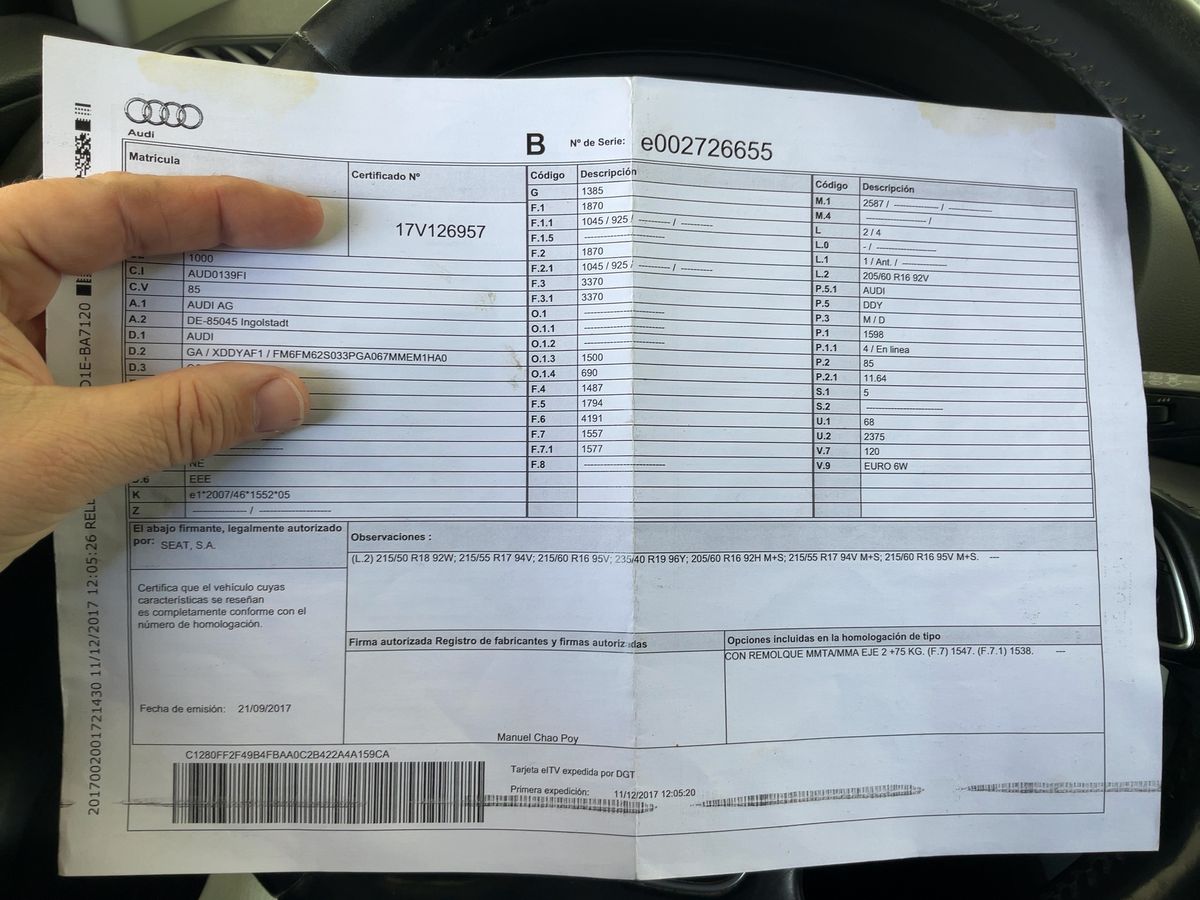 Audi
B Nº de Serie: e002726655
Matrícula
Certificado Nº
17V126957
1000
C.I AUD0139FI
C.V 85
A.1 AUDI AG
A.2 DE-85045 Ingolstadt
D.1 AUDI
D.2 GA / XDDYAF1 / FM6FM62S033PGA067MMEM1HA0
D.3
NE
EEE
K e1*2007/46*1552*05
Z ---------------- / ----------------
Código Descripción
G 1385
F.1 1870
F.1.1 1045 / 925 / ---------- / ----------
F.1.5 ----------------
F.2 1870
F.2.1 1045 / 925 / ---------- / ----------
F.3 3370
F.3.1 3370
O.1 ----------------
O.1.1 ----------------
O.1.2 ----------------
O.1.3 1500
O.1.4 690
F.4 1487
F.5 1794
F.6 4191
F.7 1557
F.7.1 1577
F.8 ----------------
Código Descripción
M.1 2587 / -------------- / --------------
M.4 ------------------- /
L 2 / 4
L.0 - / ----------------
L.1 1 / Ant. / --------------
L.2 205/60 R16 92V
P.5.1 AUDI
P.5 DDY
P.3 M / D
P.1 1598
P.1.1 4 / En linea
P.2 85
P.2.1 11.64
S.1 5
S.2 ----------------
U.1 68
U.2 2375
V.7 120
V.9 EURO 6W
El abajo firmante, legalmente autorizado
por: SEAT, S.A.
Certifica que el vehículo cuyas
características se reseñan
es completamente conforme con el
número de homologación.
Fecha de emisión: 21/09/2017
Observaciones :
(L.2) 215/50 R18 92W; 215/55 R17 94V; 215/60 R16 95V; 235/40 R19 96Y; 205/60 R16 92H M+S; 215/55 R17 94V M+S; 215/60 R16 95V M+S. ---
Firma autorizada Registro de fabricantes y firmas autorizadas
Manuel Chao Poy
Opciones incluidas en la homologación de tipo
CON REMOLQUE MMTA/MMA EJE 2 +75 KG. (F.7) 1547. (F.7.1) 1538. ---
C1280FF2F49B4FBAA0C2B422A4A159CA
Tarjeta eITV expedida por DGT
Primera expedición: 11/12/2017 12:05:20
2017002001721430 11/12/2017 12:05:26